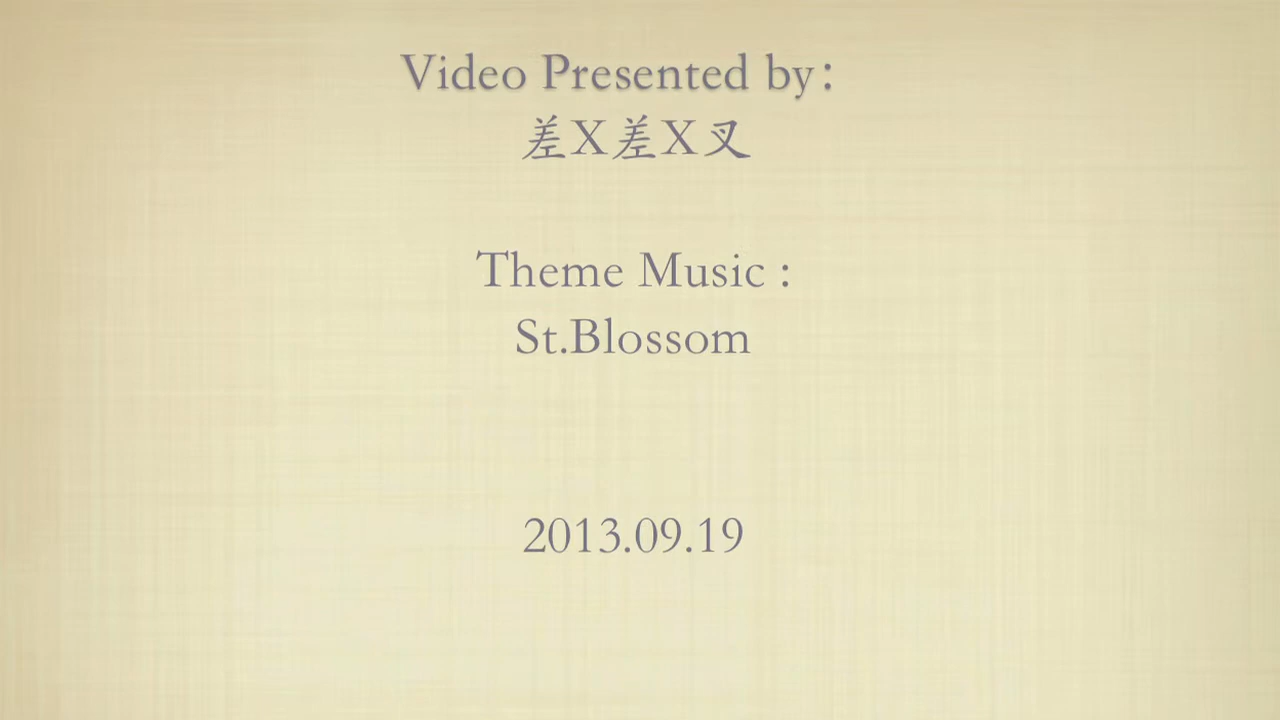 Video Presented by：
差X差X叉
Theme Music :
St.Blossom
2013.09.19